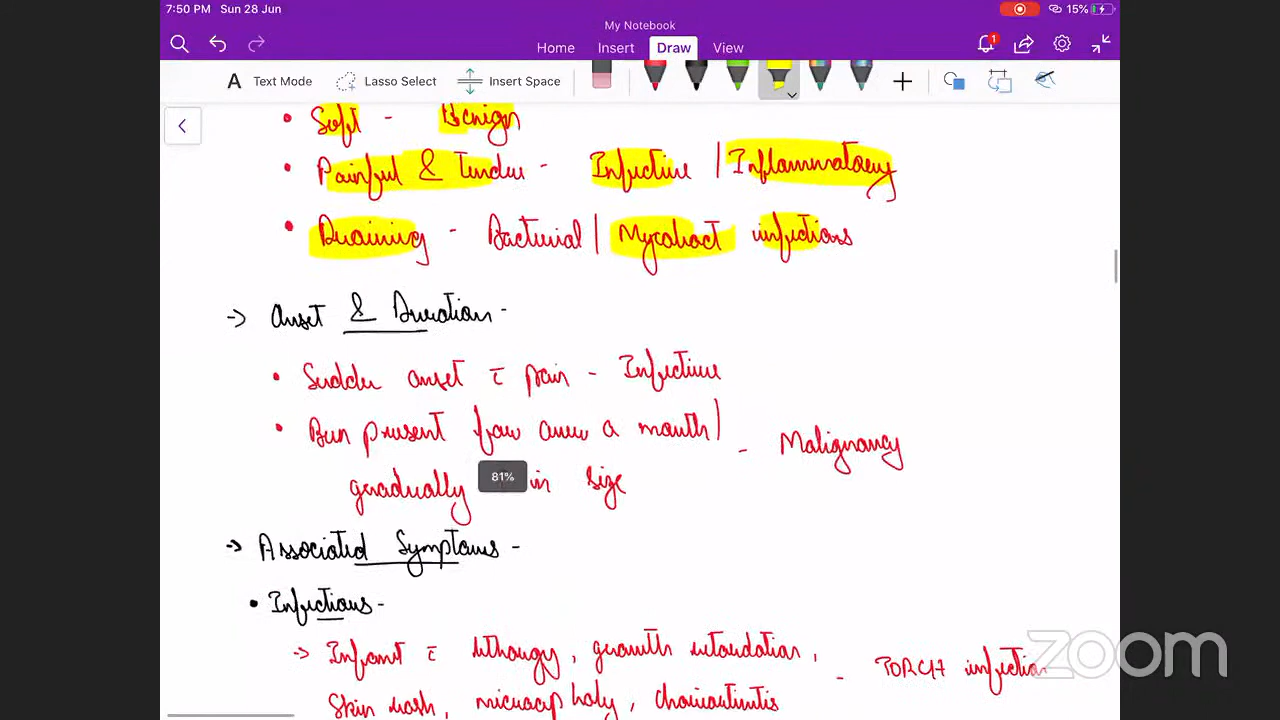 7:50 PM Sun 28 Jun
15%
My Notebook
Home Insert Draw View
1
A Text Mode Lasso Select Insert Space
• Soft - Benign
• Painful & Tender - Infective | Inflammatory
• Draining - Bacterial | Mycobact infections
-> Onset & Duration -
• Sudden onset c pain - Infective
• Been present for over a month |
gradually in size - Malignancy
81%
-> Associated Symptoms -
• Infections -
-> Infant c lethargy, growth retardation,
Skin rash, microcephaly, chorioretinitis - TORCH infection
zoom